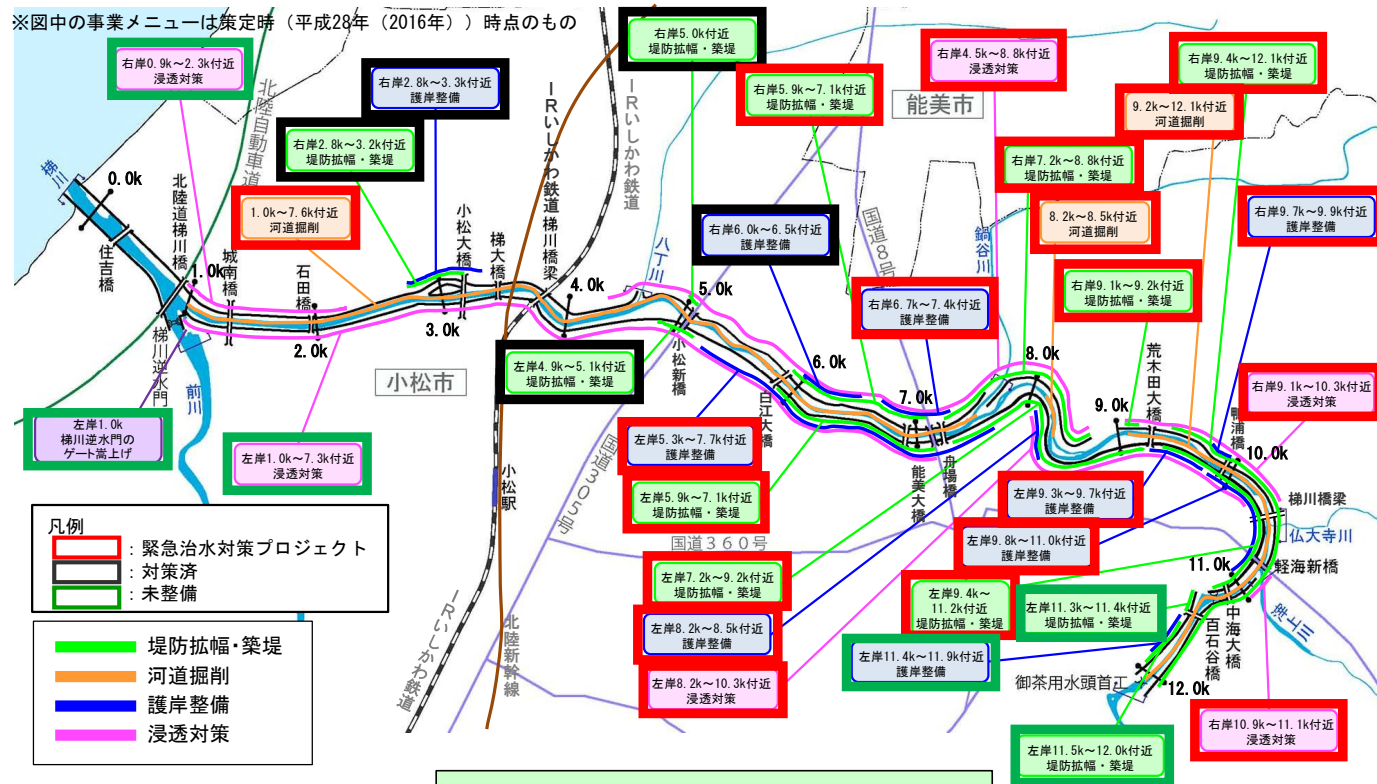 ※図中の事業メニューは策定時（平成28年（2016年））時点のもの
右岸0.9k～2.3k付近
浸透対策
右岸2.8k～3.3k付近
護岸整備
右岸2.8k～3.2k付近
堤防拡幅・築堤
1.0k～7.6k付近
河道掘削
右岸5.0k付近
堤防拡幅・築堤
右岸5.9k～7.1k付近
堤防拡幅・築堤
右岸4.5k～8.8k付近
浸透対策
右岸9.4k～12.1k付近
堤防拡幅・築堤
9.2k～12.1k付近
河道掘削
右岸7.2k～8.8k付近
堤防拡幅・築堤
8.2k～8.5k付近
河道掘削
右岸9.7k～9.9k付近
護岸整備
右岸6.0k～6.5k付近
護岸整備
右岸6.7k～7.4k付近
護岸整備
右岸9.1k～9.2k付近
堤防拡幅・築堤
右岸9.1k～10.3k付近
浸透対策
能美市
小松市
北陸自動車道
IRいしかわ鉄道梯川橋梁
IRいしかわ鉄道
国道8号
鍋谷川
八丁川
梯川
0.0k
住吉橋
北陸道梯川橋
1.0k
城南橋
石田橋
2.0k
小松大橋
3.0k
梯大橋
4.0k
5.0k
小松新橋
白江大橋
6.0k
7.0k
能美大橋
舟場橋
8.0k
9.0k
荒木田大橋
鴨浦橋
10.0k
梯川橋梁
仏大寺川
軽海新橋
11.0k
滓上川
中海大橋
百石谷橋
12.0k
御茶用水頭首工
梯川逆水門
前川
小松駅
国道305号
国道360号
北陸新幹線
IRいしかわ鉄道
左岸1.0k
梯川逆水門の
ゲート嵩上げ
左岸1.0k～7.3k付近
浸透対策
左岸4.9k～5.1k付近
堤防拡幅・築堤
左岸5.3k～7.7k付近
護岸整備
左岸5.9k～7.1k付近
堤防拡幅・築堤
左岸7.2k～9.2k付近
堤防拡幅・築堤
左岸8.2k～8.5k付近
護岸整備
左岸8.2k～10.3k付近
浸透対策
左岸9.3k～9.7k付近
護岸整備
左岸9.8k～11.0k付近
護岸整備
左岸9.4k～
11.2k付近
堤防拡幅・築堤
左岸11.3k～11.4k付近
堤防拡幅・築堤
左岸11.4k～11.9k付近
護岸整備
左岸11.5k～12.0k付近
堤防拡幅・築堤
右岸10.9k～11.1k付近
浸透対策
凡例
：緊急治水対策プロジェクト
：対策済
：未整備
堤防拡幅・築堤
河道掘削
護岸整備
浸透対策